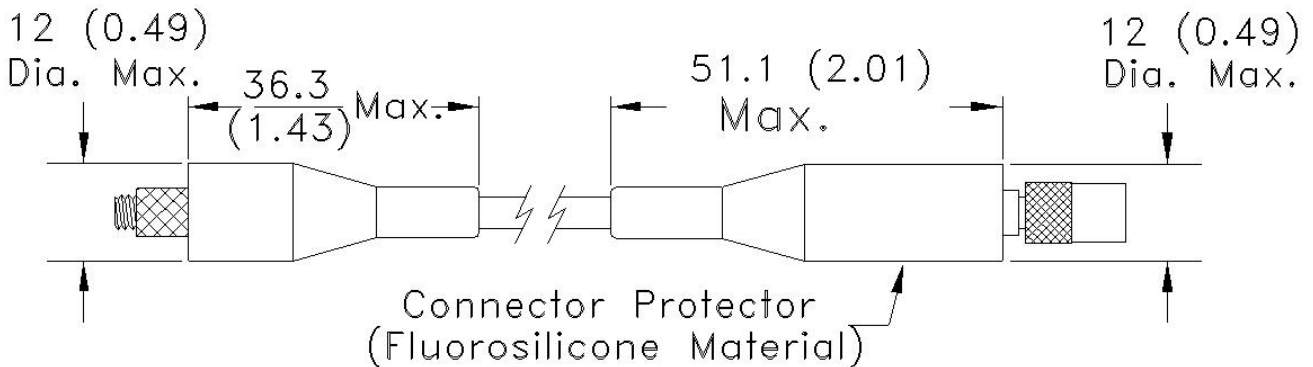 12 (0.49)
Dia. Max.
36.3
(1.43)
Max.
51.1 (2.01)
Max.
12 (0.49)
Dia. Max.
Connector Protector
(Fluorosilicone Material)